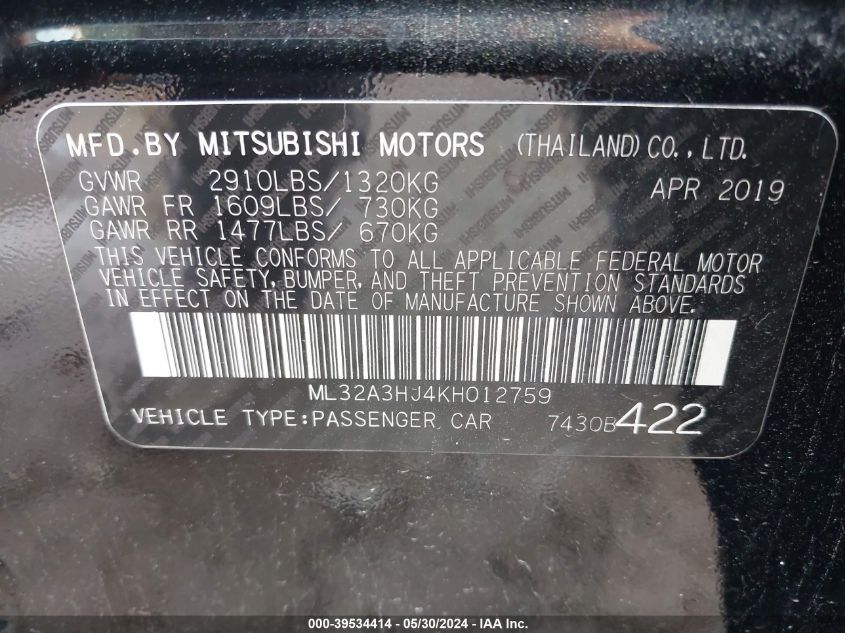 MFD.BY MITSUBISHI MOTORS (THAILAND)CO.,LTD.
GVWR 2910LBS/1320KG APR 2019
GAWR FR 1609LBS/ 730KG
GAWR RR 1477LBS/ 670KG
THIS VEHICLE CONFORMS TO ALL APPLICABLE FEDERAL MOTOR
VEHICLE SAFETY, BUMPER, AND THEFT PREVENTION STANDARDS
IN EFFECT ON THE DATE OF MANUFACTURE SHOWN ABOVE.
ML32A3HJ4KH012759
VEHICLE TYPE:PASSENGER CAR 7430B422
000-39534414 - 05/30/2024 - IAA Inc.